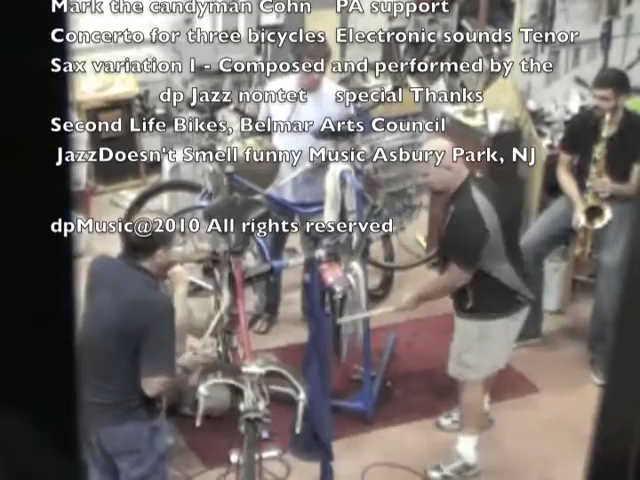 Mark the candyman Cohn PA support
Concerto for three bicycles Electronic sounds Tenor
Sax variation I - Composed and performed by the
dp Jazz nontet special Thanks
Second Life Bikes, Belmar Arts Council
JazzDoesn't Smell funny Music Asbury Park, NJ
dpMusic@2010 All rights reserved